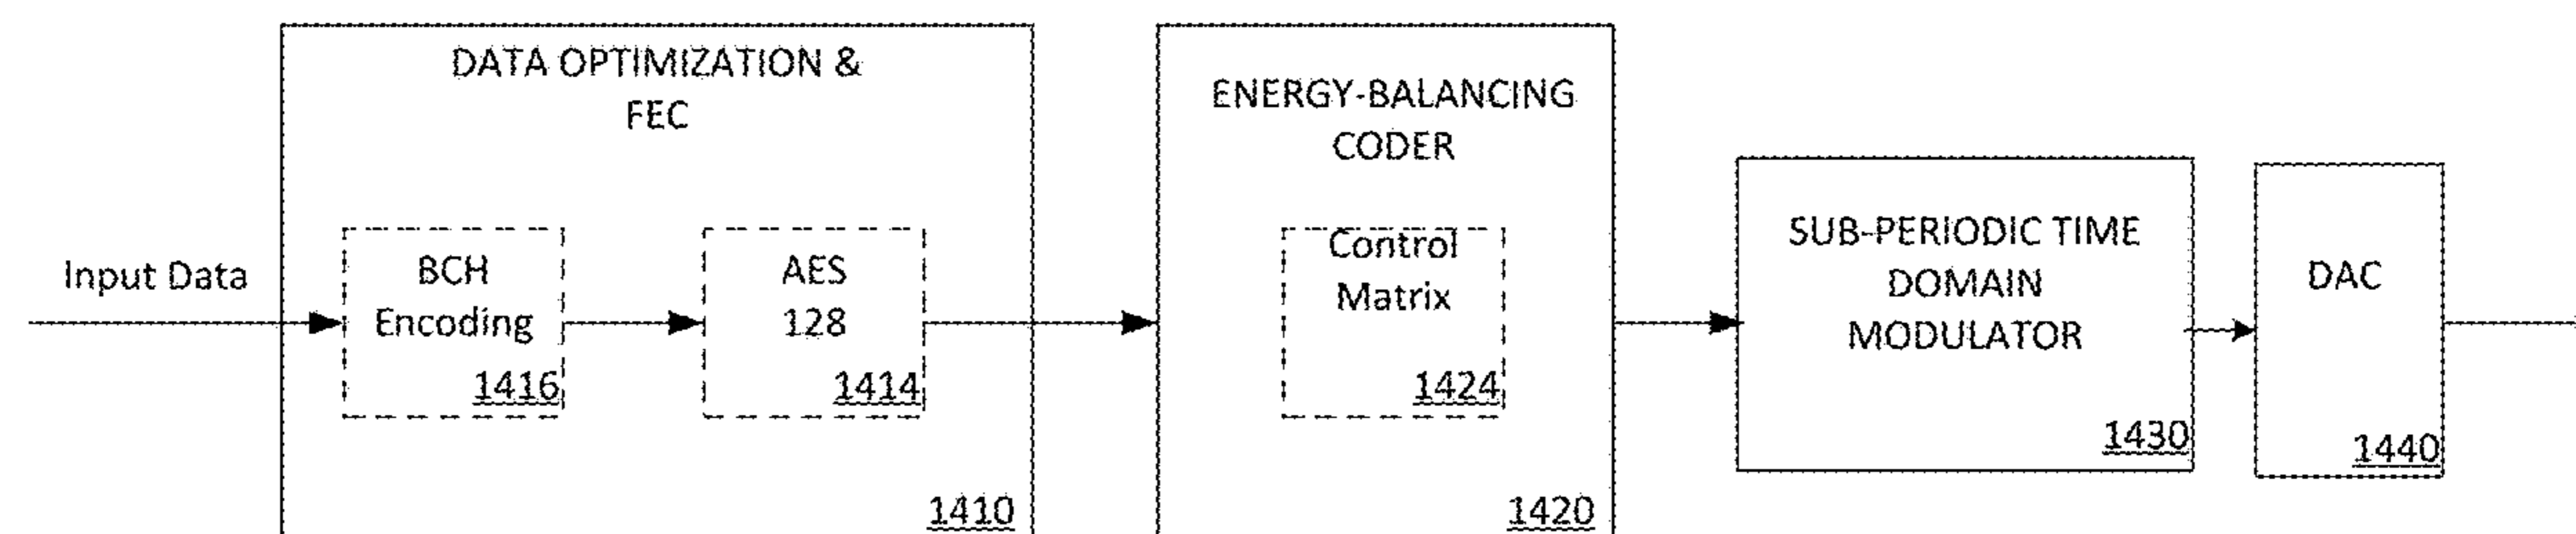 DATA OPTIMIZATION &
FEC
Input Data
BCH
Encoding
1416
AES
128
1414
1410
ENERGY-BALANCING
CODER
Control
Matrix
1424
1420
SUB-PERIODIC TIME
DOMAIN
MODULATOR
1430
DAC
1440